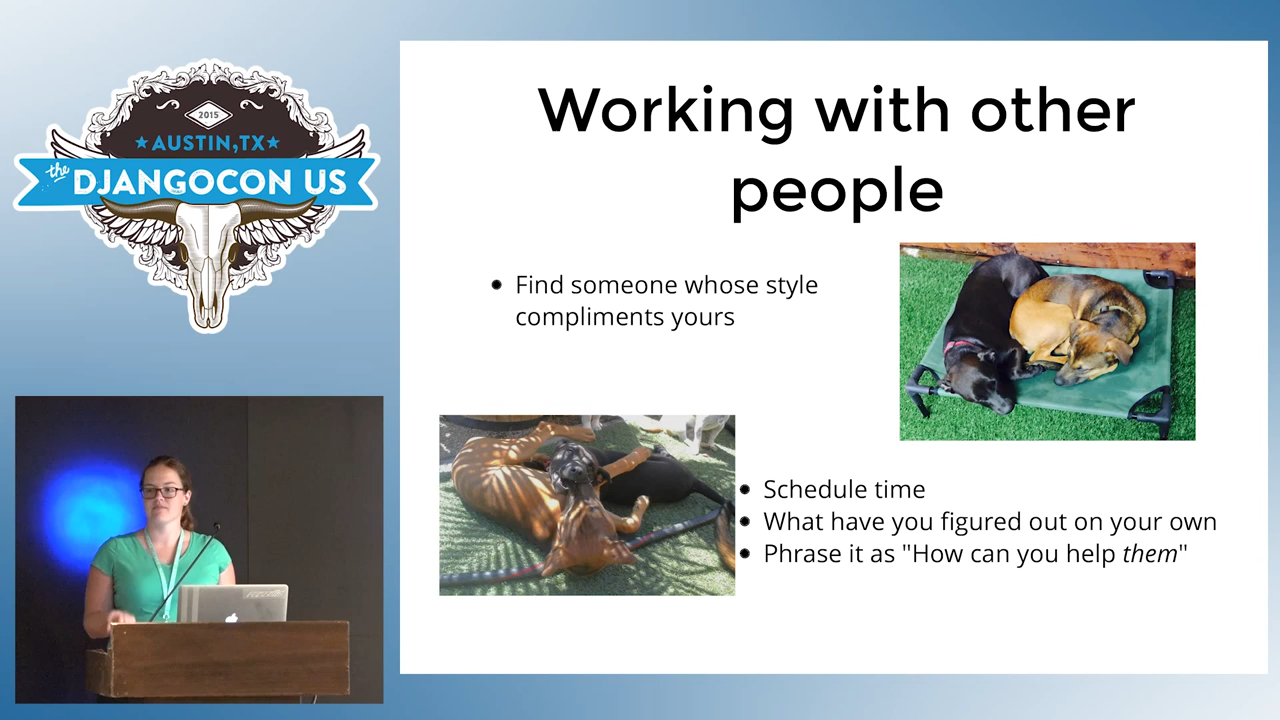 2015
AUSTIN, TX
the
DJANGOCON US
Working with other
people
Find someone whose style
compliments yours
Schedule time
What have you figured out on your own
Phrase it as "How can you help them"